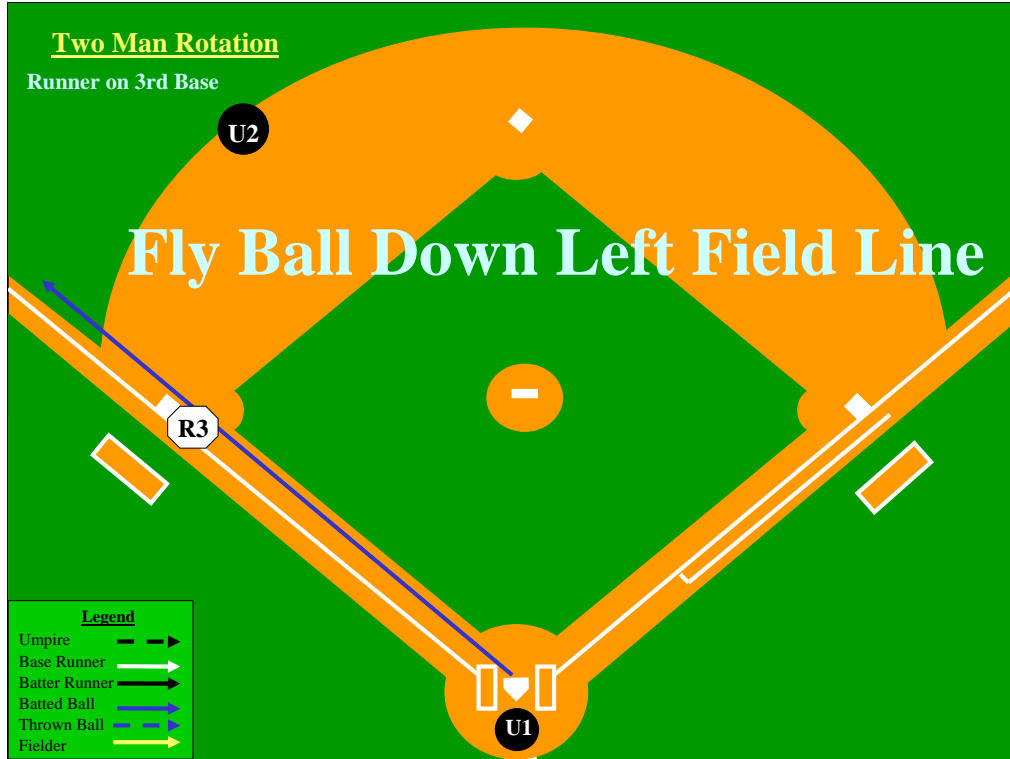 Two Man Rotation
Runner on 3rd Base
U2
Fly Ball Down Left Field Line
R3
Legend
Umpire
Base Runner
Batter Runner
Batted Ball
Thrown Ball
Fielder
U1